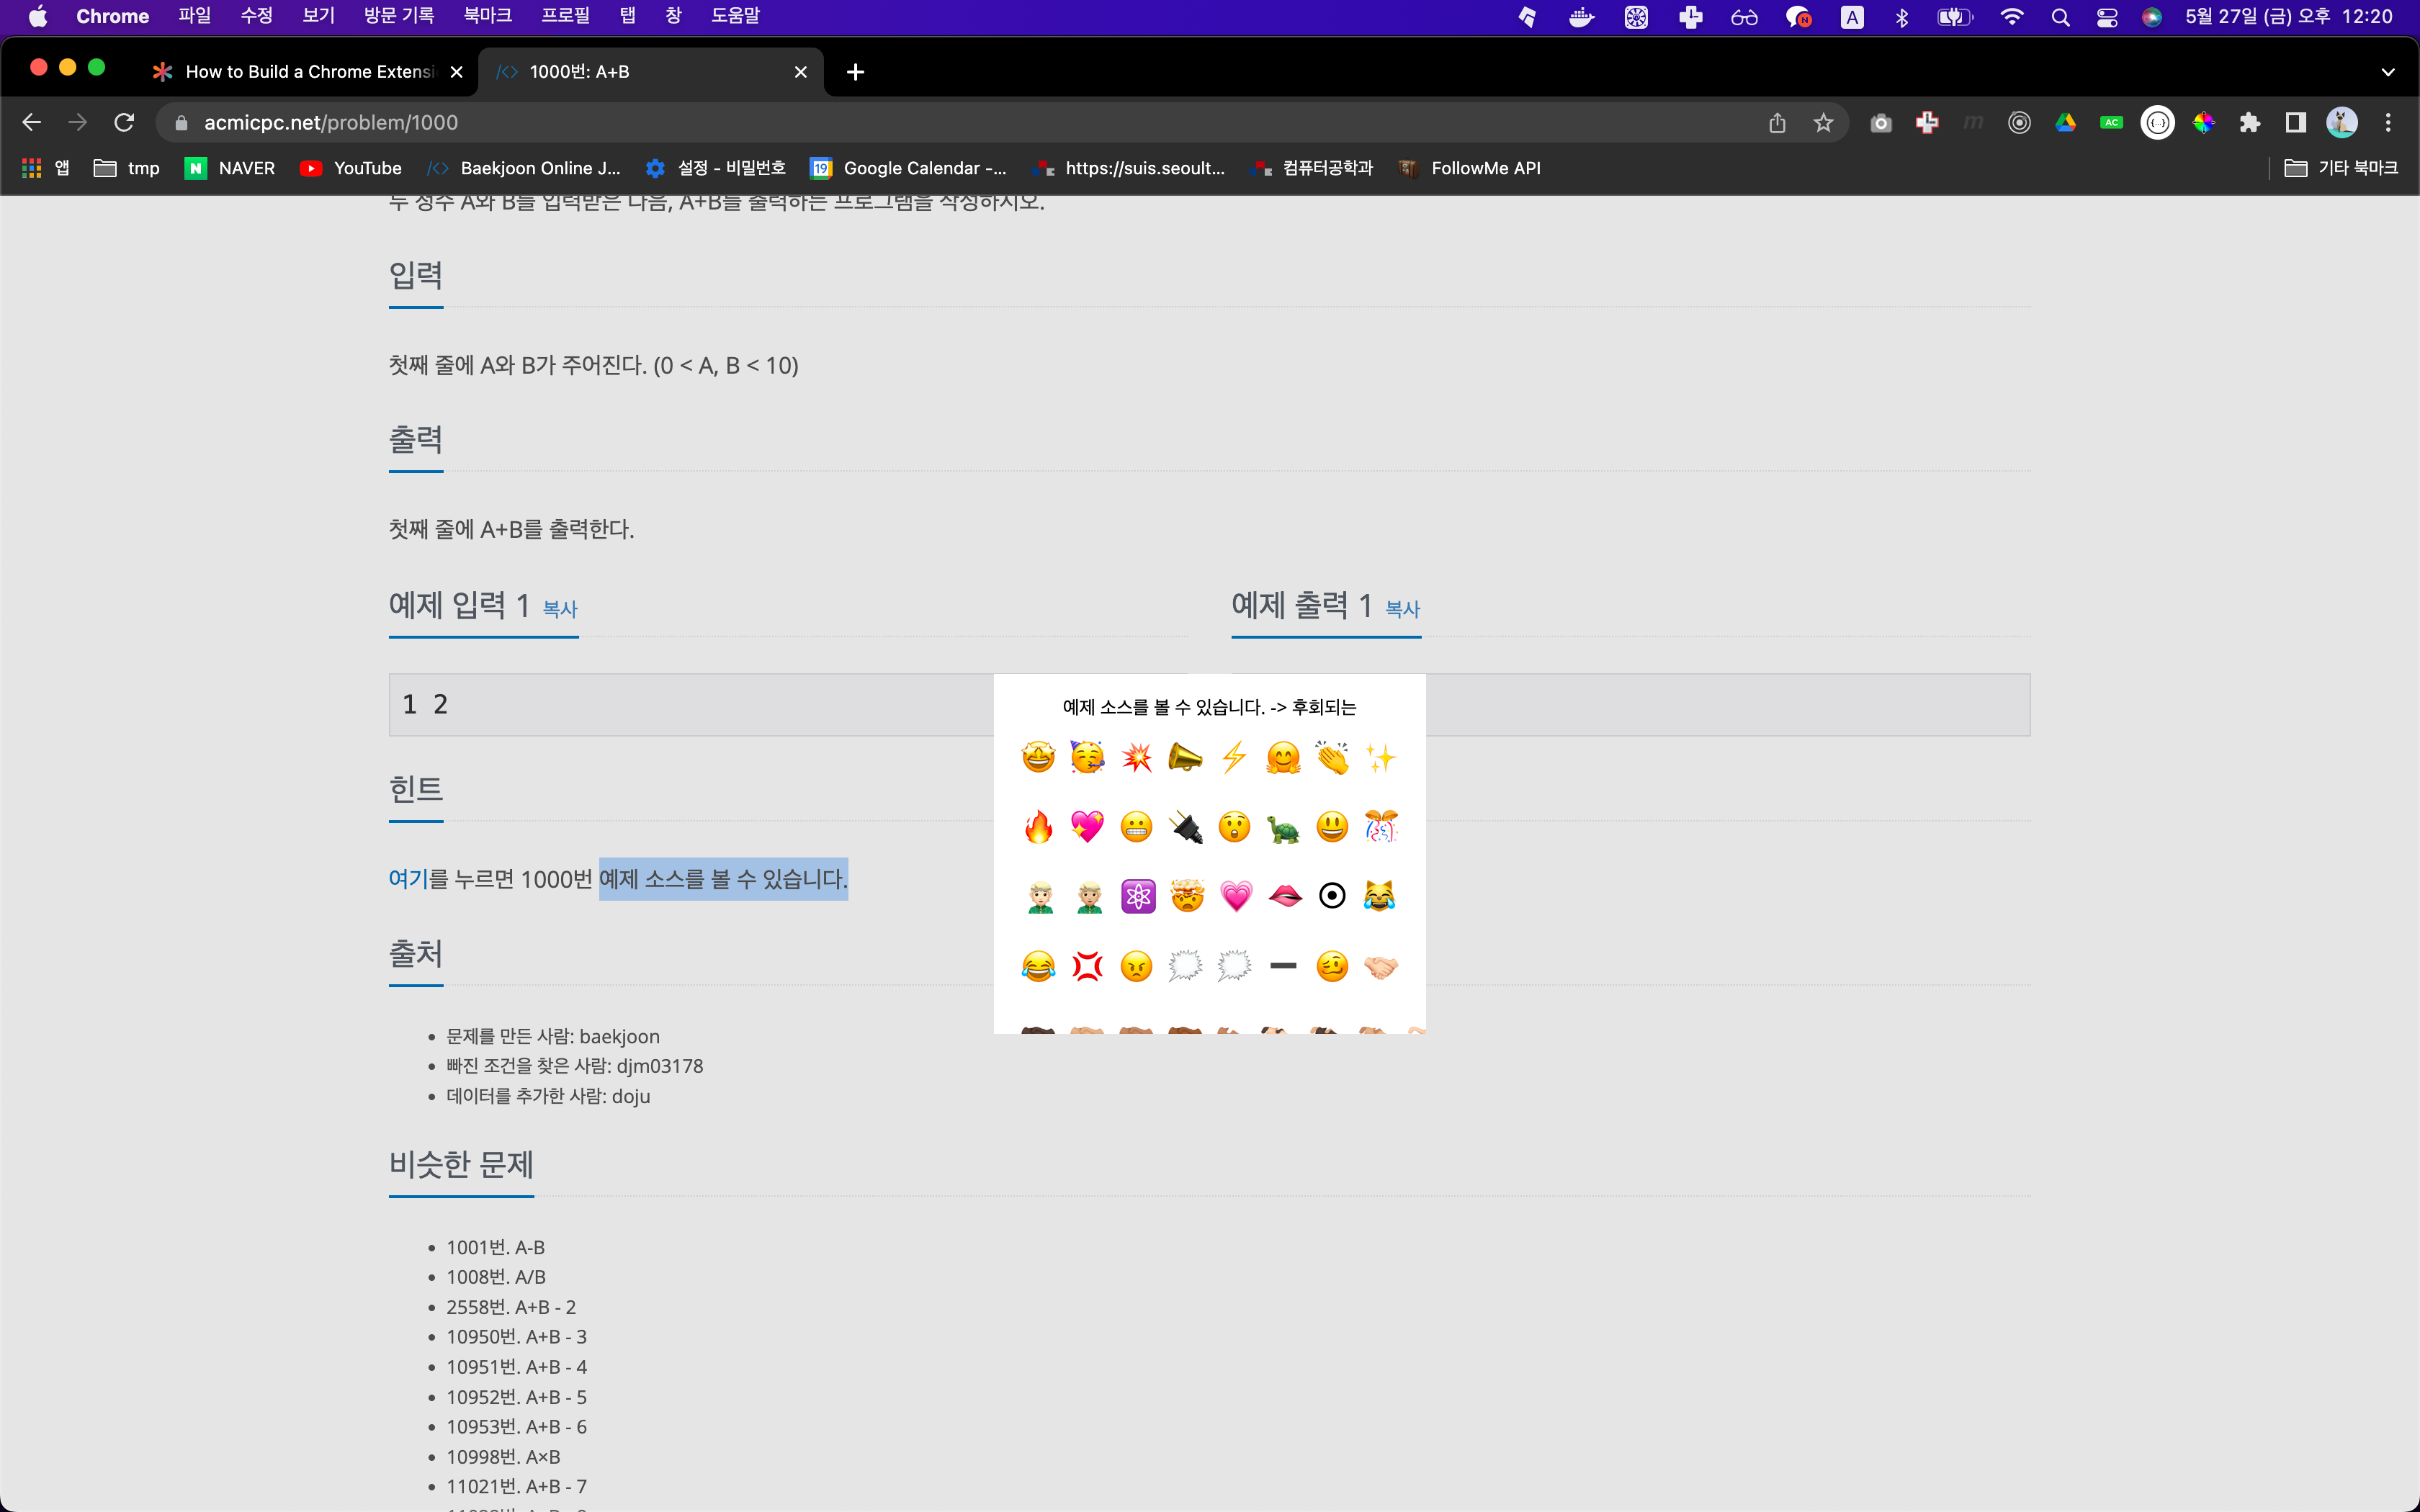 Chrome 파일 수정 보기 방문 기록 북마크 프로필 탭 창 도움말 A 5월 27일 (금) 오후 12:20
How to Build a Chrome Extensi 1000번: A+B
acmicpc.net/problem/1000 AC
앱 tmp N NAVER YouTube Baekjoon Online J... 설정 - 비밀번호 19 Google Calendar -... https://suis.seoult... 컴퓨터공학과 FollowMe API 기타 북마크
두 정수 A와 B를 입력받은 다음, A+B를 출력하는 프로그램을 작성하시오.
입력
첫째 줄에 A와 B가 주어진다. (0 < A, B < 10)
출력
첫째 줄에 A+B를 출력한다.
예제 입력 1 복사
예제 출력 1 복사
1 2
예제 소스를 볼 수 있습니다. -> 후회되는
힌트
여기를 누르면 1000번 예제 소스를 볼 수 있습니다.
출처
문제를 만든 사람: baekjoon
빠진 조건을 찾은 사람: djm03178
데이터를 추가한 사람: doju
비슷한 문제
1001번. A-B
1008번. A/B
2558번. A+B - 2
10950번. A+B - 3
10951번. A+B - 4
10952번. A+B - 5
10953번. A+B - 6
10998번. A×B
11021번. A+B - 7